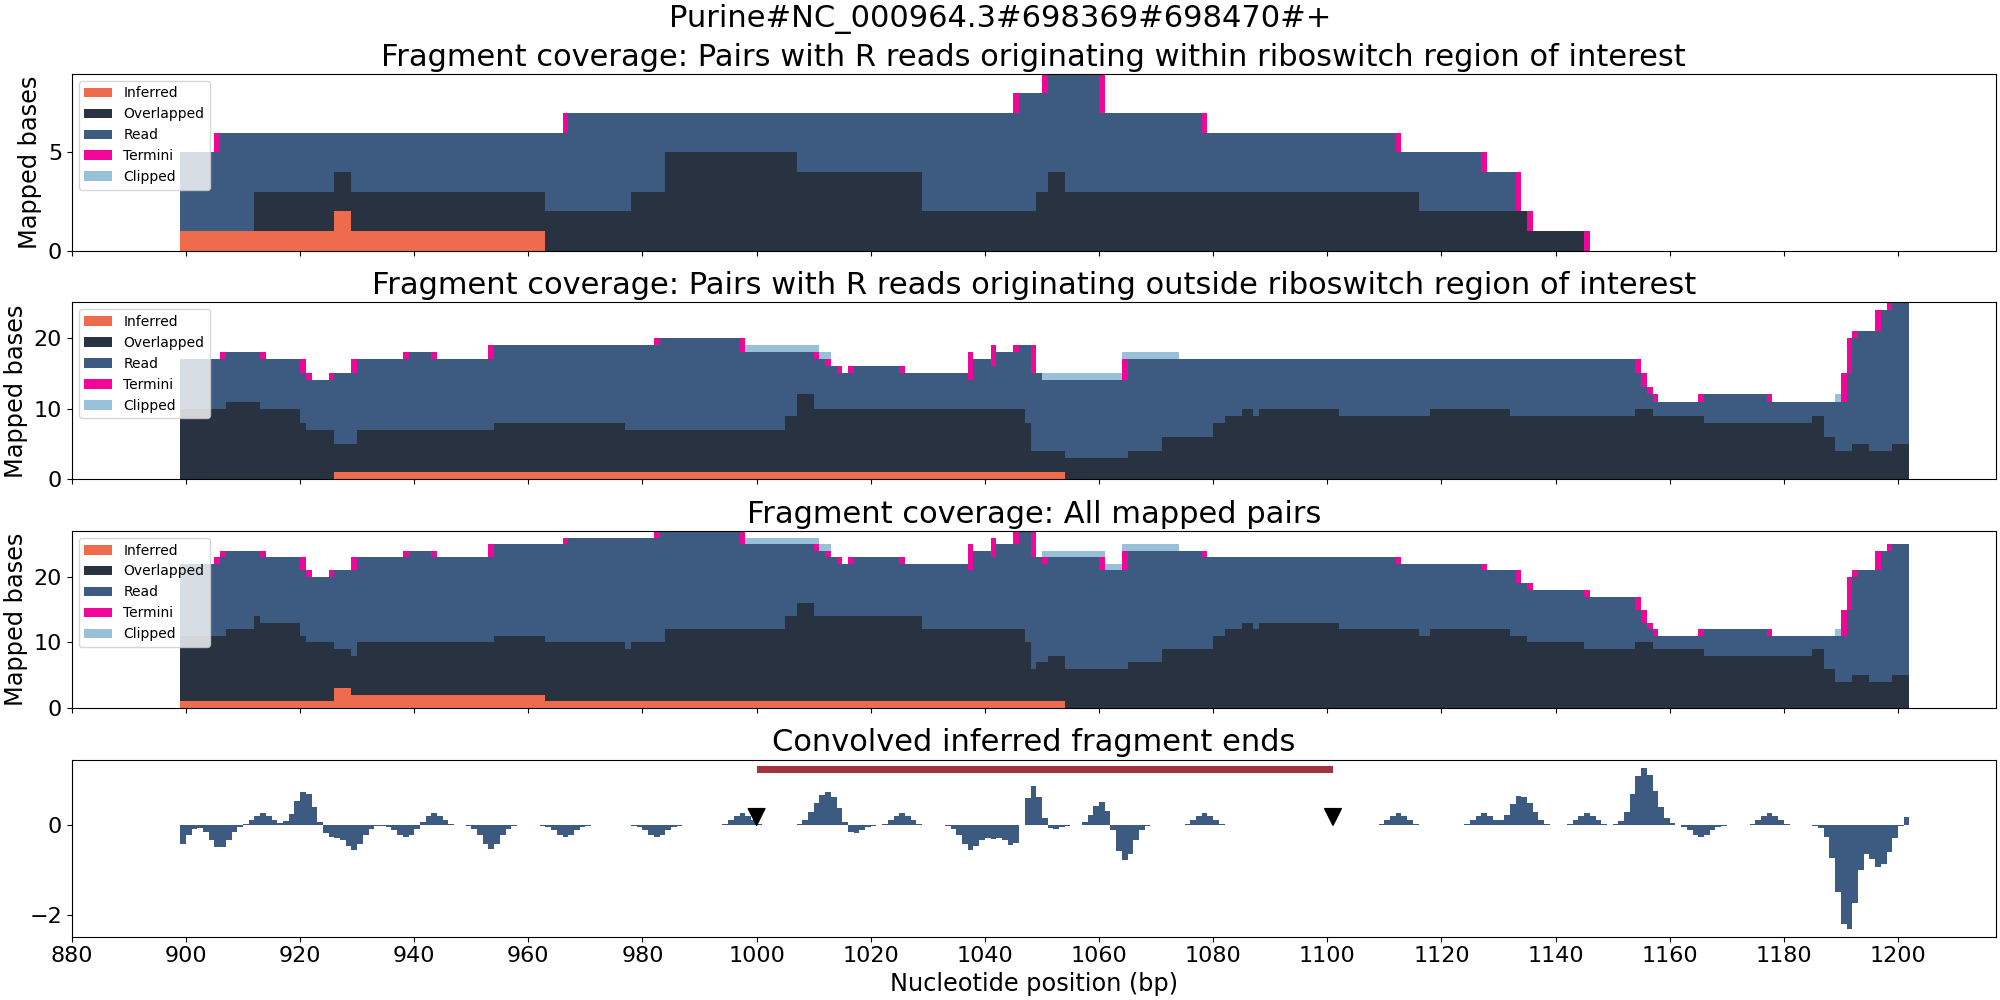 Purine#NC_000964.3#698369#698470#+
Fragment coverage: Pairs with R reads originating within riboswitch region of interest
Mapped bases
5
0
Inferred
Overlapped
Read
Termini
Clipped
Fragment coverage: Pairs with R reads originating outside riboswitch region of interest
Mapped bases
20
10
0
Inferred
Overlapped
Read
Termini
Clipped
Fragment coverage: All mapped pairs
Mapped bases
20
10
0
Inferred
Overlapped
Read
Termini
Clipped
Convolved inferred fragment ends
0
−2
880 900 920 940 960 980 1000 1020 1040 1060 1080 1100 1120 1140 1160 1180 1200
Nucleotide position (bp)